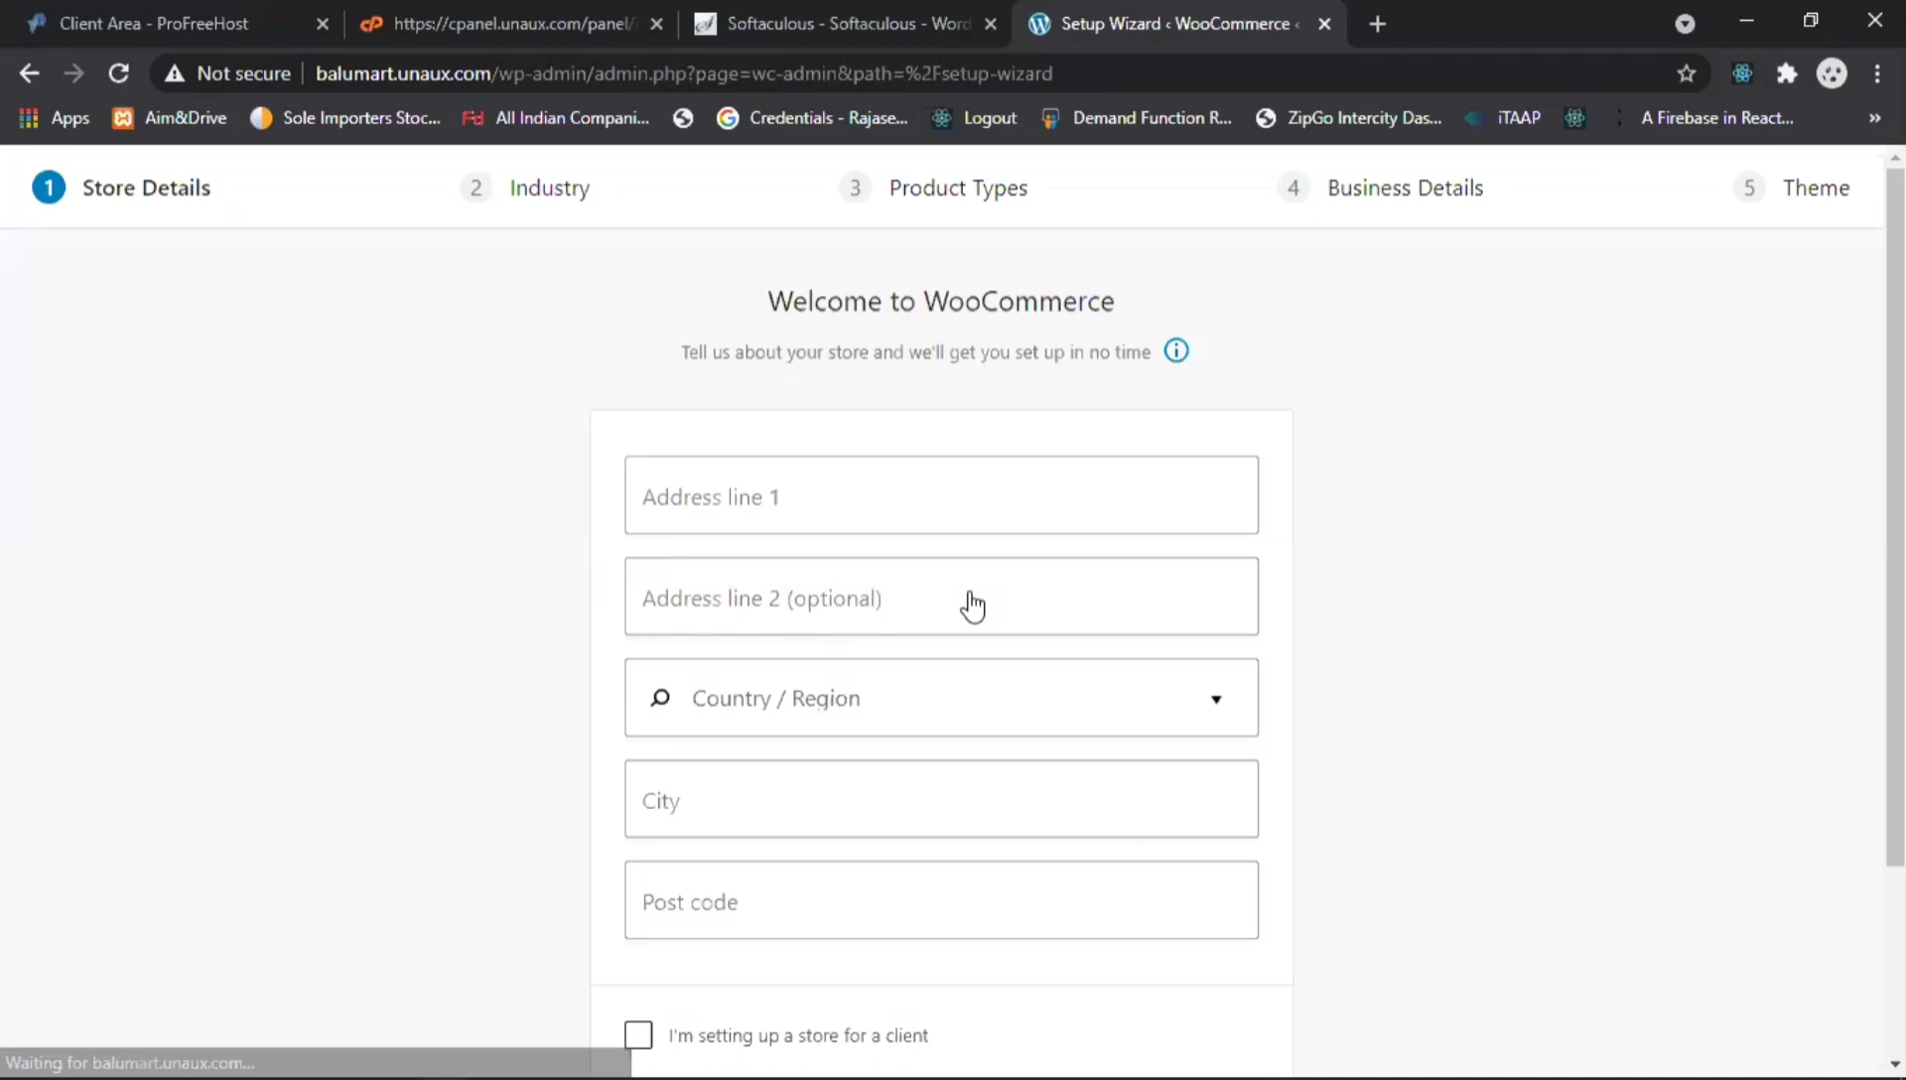 Client Area - ProFreeHost
https://cpanel.unaux.com/panel/
Softaculous - Softaculous - Word
Setup Wizard ‹ WooCommerce ‹
Not secure
balumart.unaux.com/wp-admin/admin.php?page=wc-admin&path=%2Fsetup-wizard
Apps
Aim&Drive
Sole Importers Stoc...
Fd
All Indian Compani...
Credentials - Rajase...
Logout
Demand Function R...
ZipGo Intercity Das...
iTAAP
A Firebase in React...
»
1 Store Details
2 Industry
3 Product Types
4 Business Details
5 Theme
Welcome to WooCommerce
Tell us about your store and we'll get you set up in no time
Address line 1
Address line 2 (optional)
Country / Region
City
Post code
I'm setting up a store for a client
Waiting for balumart.unaux.com...